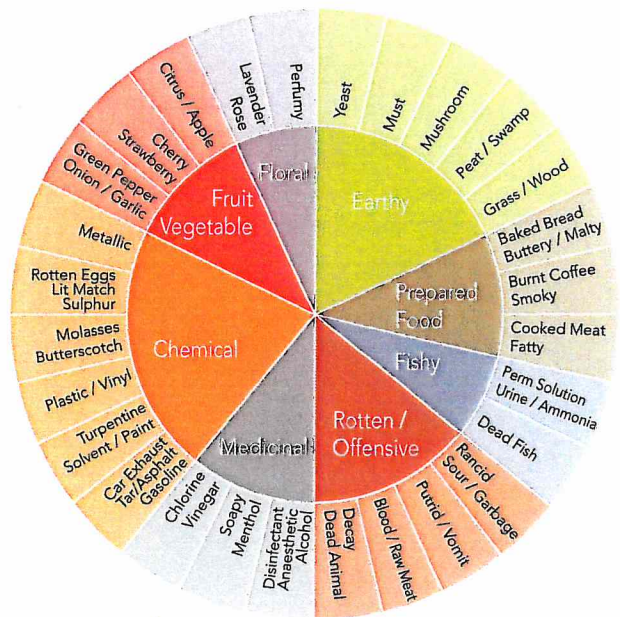 Perfumy
Yeast
Must
Mushroom
Peat / Swamp
Grass / Wood
Baked Bread
Buttery / Malty
Burnt Coffee
Smoky
Cooked Meat
Fatty
Perm Solution
Urine / Ammonia
Dead Fish
Rancid
Sour / Garbage
Putrid / Vomit
Blood / Raw Meat
Decay
Dead Animal
Disinfectant
Anaesthetic
Alcohol
Soapy
Menthol
Chlorine
Vinegar
Car Exhaust
Tar/Asphalt
Gasoline
Turpentine
Solvent / Paint
Plastic / Vinyl
Molasses
Butterscotch
Rotten Eggs
Lit Match
Sulphur
Metallic
Green Pepper
Onion / Garlic
Cherry
Strawberry
Citrus / Apple
Lavender
Rose
Floral
Earthy
Prepared
Food
Fishy
Rotten /
Offensive
Medicinal
Chemical
Fruit
Vegetable